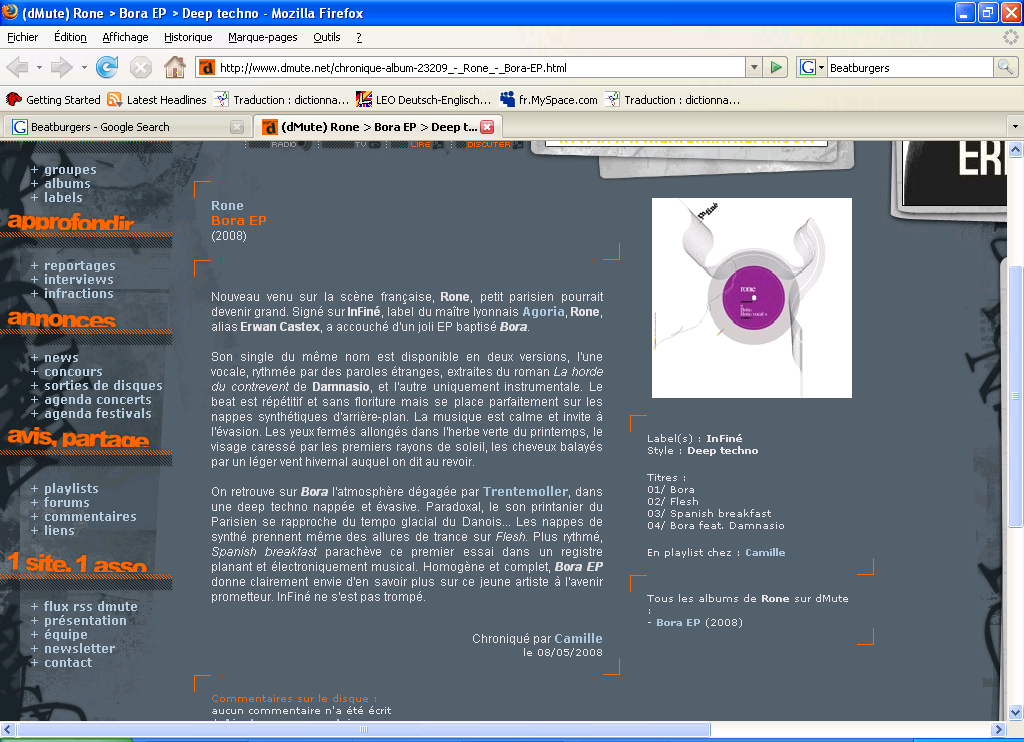 (dMute) Rone > Bora EP > Deep techno - Mozilla Firefox
Fichier Édition Affichage Historique Marque-pages Outils ?
http://www.dmute.net/chronique-album-23209_-_Rone_-_Bora-EP.html
Beatburgers
Getting Started Latest Headlines Traduction : dictionna... LEO Deutsch-Englisch... fr.MySpace.com Traduction : dictionna...
Beatburgers - Google Search
(dMute) Rone > Bora EP > Deep t...
RADIO TV LIRE DISCUTER
+ groupes
+ albums
+ labels
approfondir
+ reportages
+ interviews
+ infractions
annonces
+ news
+ concours
+ sorties de disques
+ agenda concerts
+ agenda festivals
avis, partage
+ playlists
+ forums
+ commentaires
+ liens
1 site, 1 asso
+ flux rss dmute
+ présentation
+ équipe
+ newsletter
+ contact
Rone
Bora EP
(2008)
Nouveau venu sur la scène française, Rone, petit parisien pourrait
devenir grand. Signé sur InFiné, label du maître lyonnais Agoria, Rone,
alias Erwan Castex, a accouché d'un joli EP baptisé Bora.
Son single du même nom est disponible en deux versions, l'une
vocale, rythmée par des paroles étranges, extraites du roman La horde
du contrevent de Damnasio, et l'autre uniquement instrumentale. Le
beat est répétitif et sans floriture mais se place parfaitement sur les
nappes synthétiques d'arrière-plan. La musique est calme et invite à
l'évasion. Les yeux fermés allongés dans l'herbe verte du printemps, le
visage caressé par les premiers rayons de soleil, les cheveux balayés
par un léger vent hivernal auquel on dit au revoir.
On retrouve sur Bora l'atmosphère dégagée par Trentemoller, dans
une deep techno nappée et évasive. Paradoxal, le son printanier du
Parisien se rapproche du tempo glacial du Danois... Les nappes de
synthé prennent même des allures de trance sur Flesh. Plus rythmé,
Spanish breakfast parachève ce premier essai dans un registre
planant et électroniquement musical. Homogène et complet, Bora EP
donne clairement envie d'en savoir plus sur ce jeune artiste à l'avenir
prometteur. InFiné ne s'est pas trompé.
Chroniqué par Camille
le 08/05/2008
Commentaires sur le disque :
aucun commentaire n'a été écrit
rone
Label(s) : InFiné
Style : Deep techno
Titres :
01/ Bora
02/ Flesh
03/ Spanish breakfast
04/ Bora feat. Damnasio
En playlist chez : Camille
Tous les albums de Rone sur dMute
:
- Bora EP (2008)